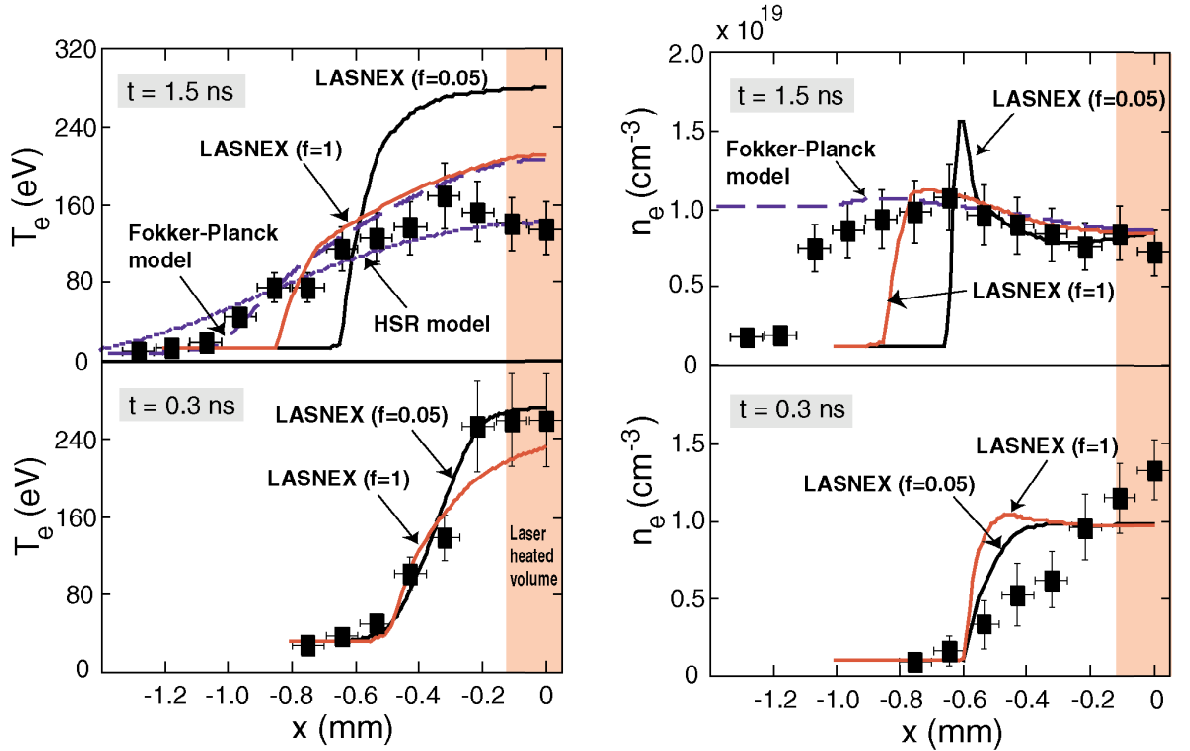 320
240
160
80
0
T_e (eV)
t = 1.5 ns
LASNEX (f=0.05)
LASNEX (f=1)
Fokker-Planck
model
HSR model
240
160
80
0
T_e (eV)
t = 0.3 ns
LASNEX (f=0.05)
LASNEX (f=1)
Laser
heated
volume
-1.2
-1.0
-0.8
-0.6
-0.4
-0.2
0
x (mm)
x 10^19
2.0
1.5
1.0
0.5
0
n_e (cm^-3)
t = 1.5 ns
LASNEX (f=0.05)
Fokker-Planck
model
LASNEX (f=1)
1.5
1.0
0.5
0
n_e (cm^-3)
t = 0.3 ns
LASNEX (f=1)
LASNEX (f=0.05)
-1.2
-1.0
-0.8
-0.6
-0.4
-0.2
0
x (mm)